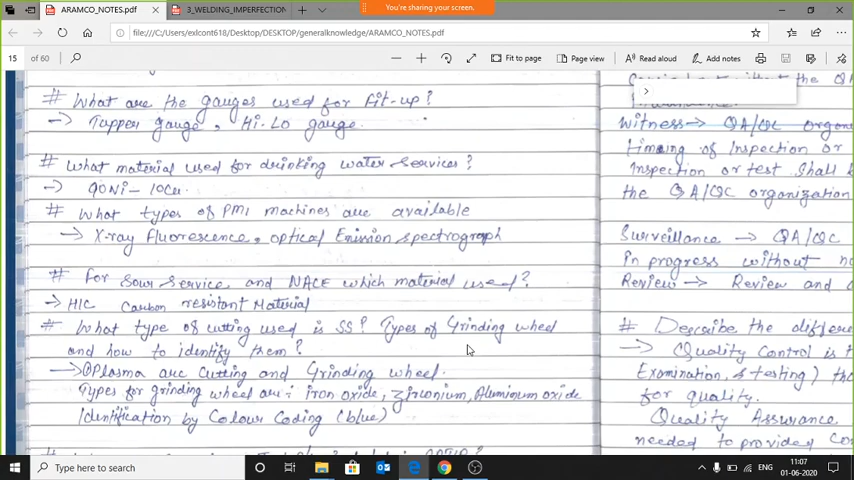 You're sharing your screen.
ARAMCO_NOTES.pdf
3_WELDING_IMPERFECTION
file:///C:/Users/exlcont618/Desktop/DESKTOP/generalknowledge/ARAMCO_NOTES.pdf
15 of 60
Fit to page
Page view
Read aloud
Add notes
# What are the gauges used for Fit-up?
→ Tapper gauge, Hi-Lo gauge.
# What material used for drinking water services?
→ 90Ni-10Cu.
# What types of PMI machines are available
→ X-ray fluorescence, optical Emission spectrograph
# For Sour Service and NACE which material used?
→ HIC Carbon resistant Material
# What type of cutting used is SS? Types of Grinding wheel
and how to identify them?
→ Plasma arc Cutting and Grinding wheel.
Types for grinding wheel are: iron oxide, zirconium, Aluminum oxide
Identification by Colour Coding (blue)
Witness → QA/QC organ
timing of Inspection or
inspection or test shall b
the QA/QC organization
Surveillance → QA/QC
in progress without no
Review → Review and a
# Describe the differe
→ Quality Control is t
Examination, & testing) tha
for quality.
Quality Assurance
needed to provided con
Type here to search
ENG
11:07
01-06-2020